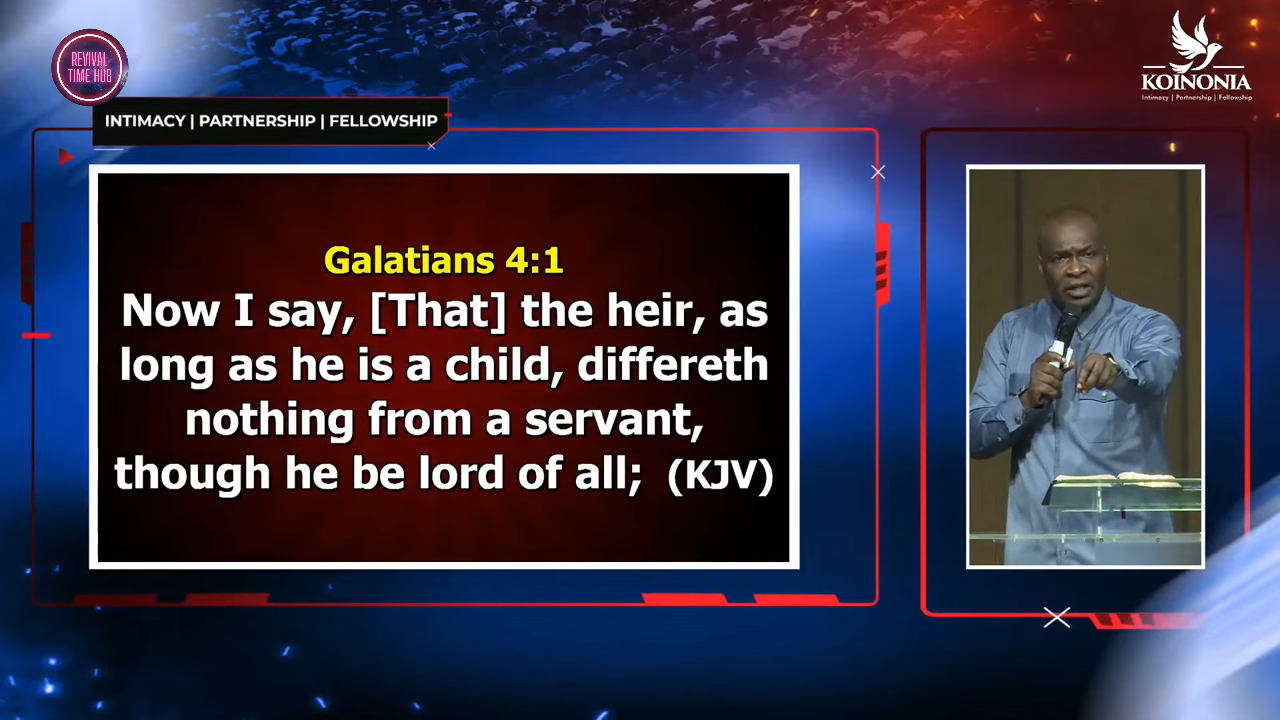 REVIVAL
TIME HUB
KOINONIA
Intimacy | Partnership | Fellowship
INTIMACY | PARTNERSHIP | FELLOWSHIP
Galatians 4:1
Now I say, [That] the heir, as
long as he is a child, differeth
nothing from a servant,
though he be lord of all; (KJV)